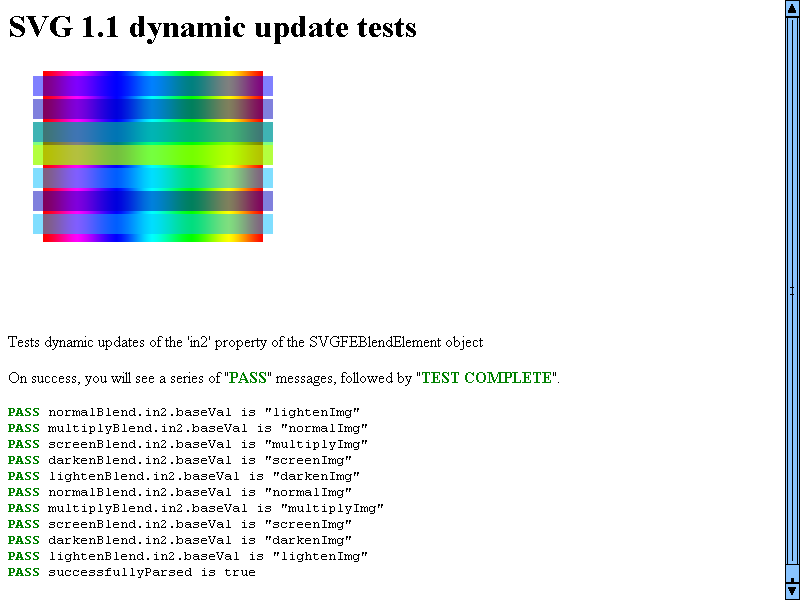 SVG 1.1 dynamic update tests
Tests dynamic updates of the 'in2' property of the SVGFEBlendElement object
On success, you will see a series of "PASS" messages, followed by "TEST COMPLETE".
PASS normalBlend.in2.baseVal is "lightenImg"
PASS multiplyBlend.in2.baseVal is "normalImg"
PASS screenBlend.in2.baseVal is "multiplyImg"
PASS darkenBlend.in2.baseVal is "screenImg"
PASS lightenBlend.in2.baseVal is "darkenImg"
PASS normalBlend.in2.baseVal is "normalImg"
PASS multiplyBlend.in2.baseVal is "multiplyImg"
PASS screenBlend.in2.baseVal is "screenImg"
PASS darkenBlend.in2.baseVal is "darkenImg"
PASS lightenBlend.in2.baseVal is "lightenImg"
PASS successfullyParsed is true